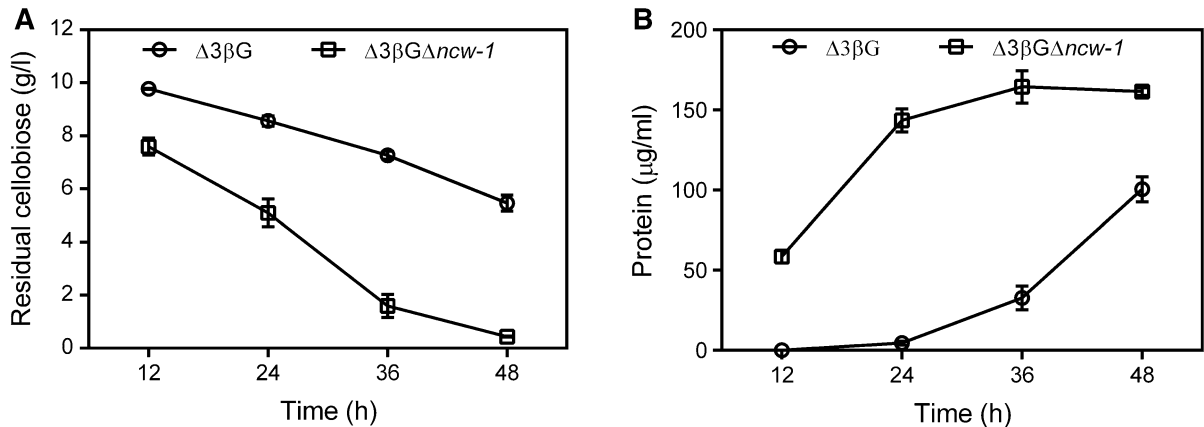 A
Residual cellobiose (g/l)
12
10
8
6
4
2
0
Δ3βG
Δ3βGΔncw-1
12 24 36 48
Time (h)
B
Protein (μg/ml)
200
150
100
50
0
Δ3βG
Δ3βGΔncw-1
12 24 36 48
Time (h)